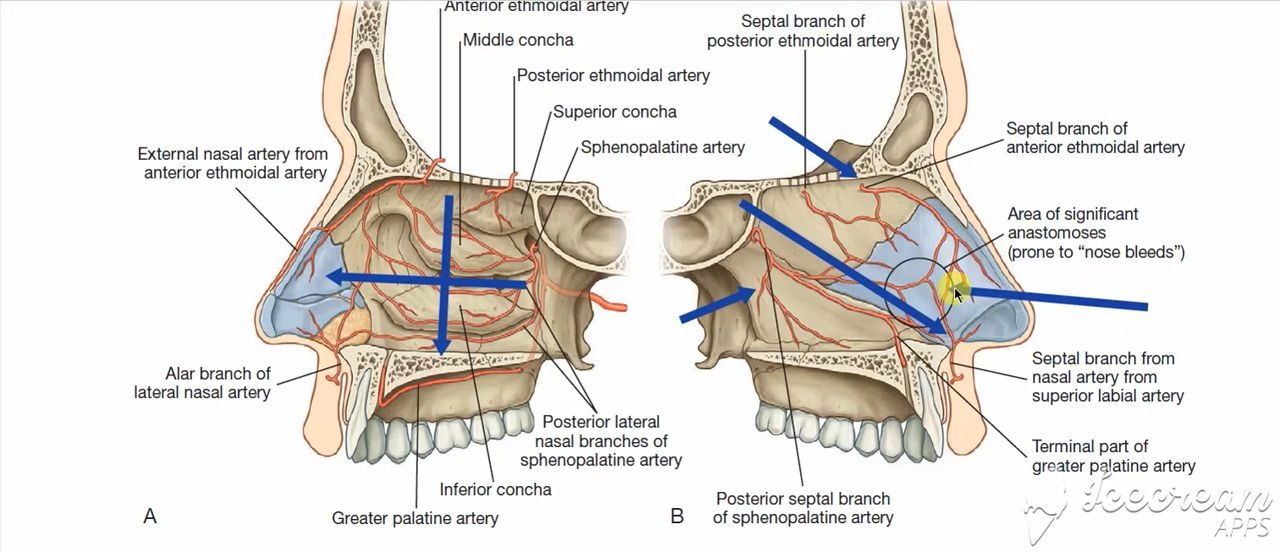 Anterior ethmoidal artery
Middle concha
Posterior ethmoidal artery
Superior concha
Sphenopalatine artery
External nasal artery from
anterior ethmoidal artery
Alar branch of
lateral nasal artery
Posterior lateral
nasal branches of
sphenopalatine artery
Inferior concha
Greater palatine artery
A
Septal branch of
posterior ethmoidal artery
Septal branch of
anterior ethmoidal artery
Area of significant
anastomoses
(prone to “nose bleeds”)
Septal branch from
nasal artery from
superior labial artery
Terminal part of
greater palatine artery
Posterior septal branch
of sphenopalatine artery
B
Icecream
APPS